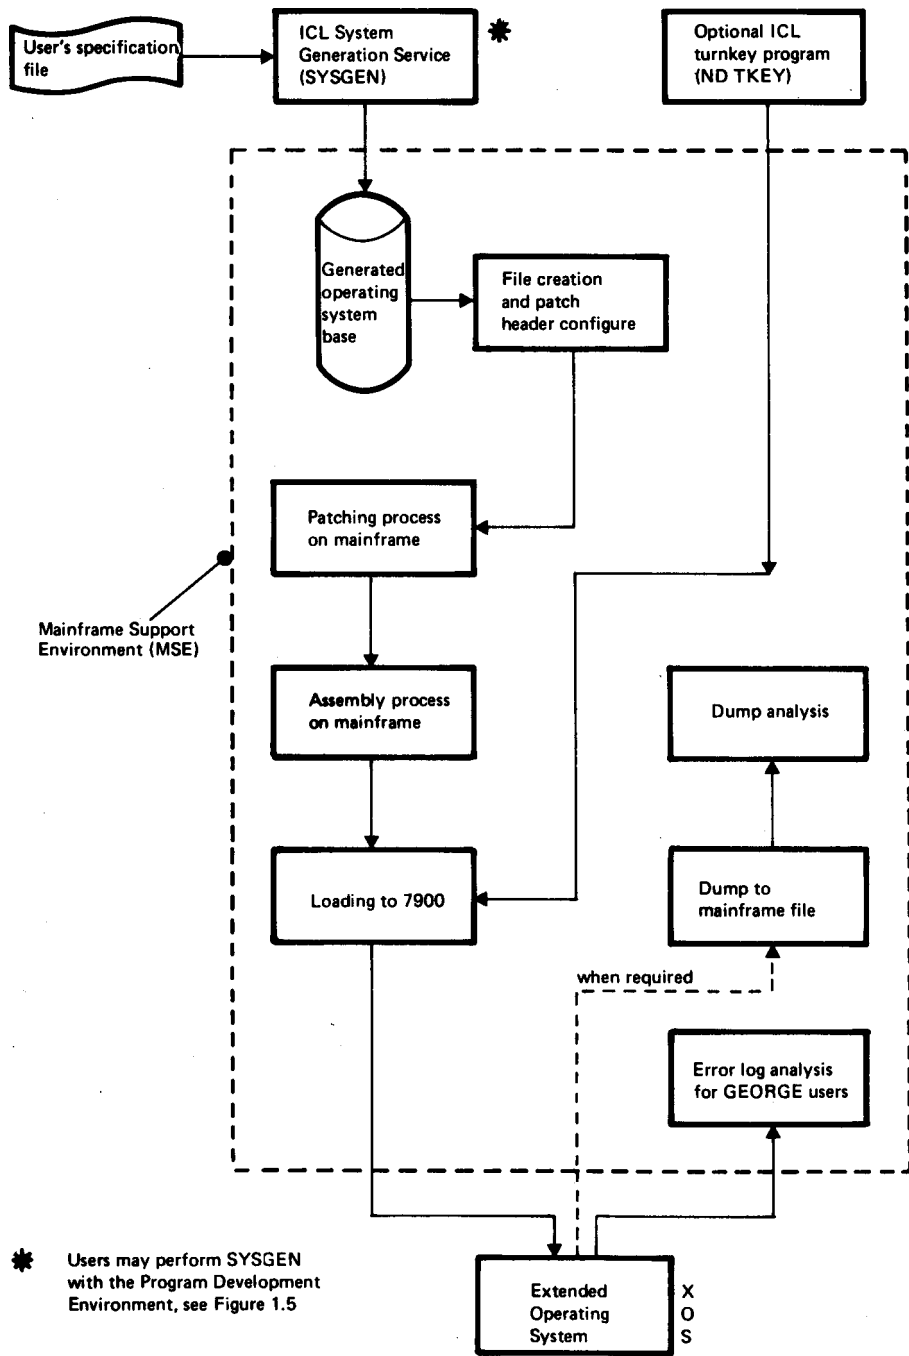 User's specification
file
ICL System
Generation Service
(SYSGEN)
✱
Optional ICL
turnkey program
(ND TKEY)
Generated
operating
system
base
File creation
and patch
header configure
Patching process
on mainframe
Mainframe Support
Environment (MSE)
Assembly process
on mainframe
Dump analysis
Loading to 7900
Dump to
mainframe file
when required
Error log analysis
for GEORGE users
✱ Users may perform SYSGEN
with the Program Development
Environment, see Figure 1.5
Extended
Operating
System
X
O
S